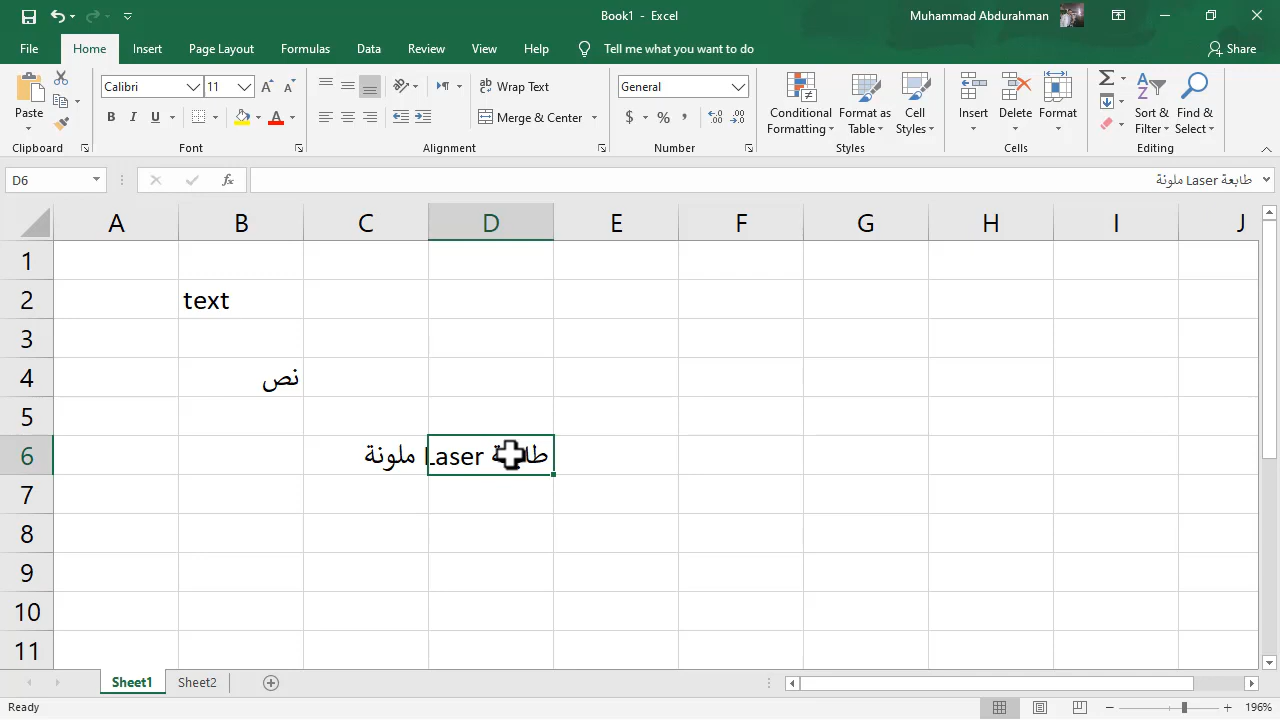 Book1 - Excel
Muhammad Abdurahman
File Home Insert Page Layout Formulas Data Review View Help Tell me what you want to do Share
Paste
Clipboard
Calibri 11
B I U
Font
Wrap Text
Merge & Center
Alignment
General
$ % ,
Number
Conditional Formatting
Format as Table
Cell Styles
Styles
Insert Delete Format
Cells
Sort & Filter
Find & Select
Editing
D6 fx طابعة Laser ملونة
A B C D E F G H I J
1
2 text
3
4 نص
5
6 طابعة Laser ملونة
7
8
9
10
11
Sheet1 Sheet2
Ready 196%